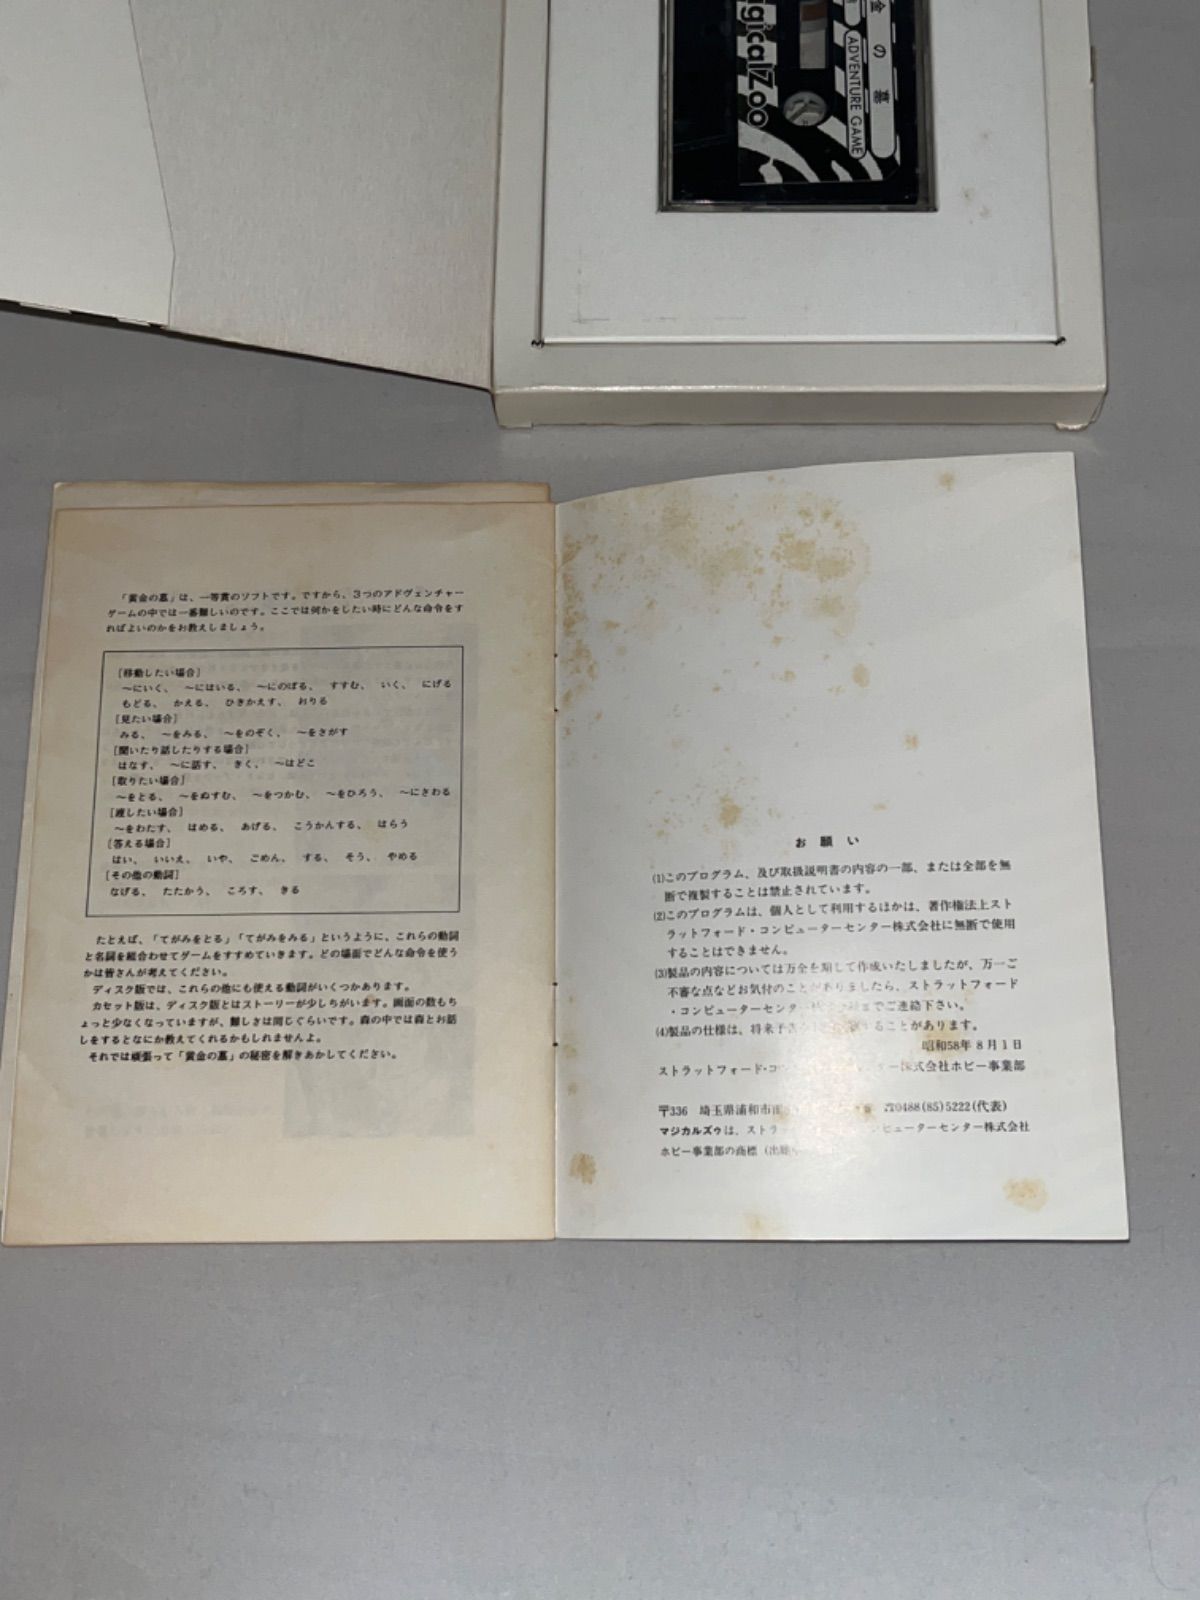 金の墓
ADVENTURE GAME
gicalZoo
「黄金の墓」は、一等賞のソフトです。ですから、3つのアドヴェンチャー
ゲームの中では一番難しいのです。ここでは何かをしたい時にどんな命令をす
ればよいのかをお教えしましょう。
[移動したい場合]
〜にいく、 〜にはいる、 〜にのぼる、 すすむ、 いく、 にげる
もどる、 かえる、 ひきかえす、 おりる
[見たい場合]
みる、 〜をみる、 〜をのぞく、 〜をさがす
[聞いたり話したりする場合]
はなす、 〜に話す、 きく、 〜はどこ
[取りたい場合]
〜をとる、 〜をぬすむ、 〜をつかむ、 〜をひろう、 〜にさわる
[渡したい場合]
〜をわたす、 はめる、 あげる、 こうかんする、 はらう
[答える場合]
はい、 いいえ、 いや、 ごめん、 する、 そう、 やめる
[その他の動詞]
なげる、 たたかう、 ころす、 きる
たとえば、「てがみをとる」「てがみをみる」というように、これらの動詞
と名詞を組合わせてゲームをすすめていきます。どの場面でどんな命令を使う
かは皆さんが考えてください。
ディスク版では、これらの他にも使える動詞がいくつかあります。
カセット版は、ディスク版とはストーリーが少しちがいます。画面の数もち
ょっと少なくなっていますが、難しさは同じぐらいです。森の中では森とお話
しをするとなにか教えてくれるかもしれませんよ。
それでは頑張って「黄金の墓」の秘密を解きあかしてください。
お願い
(1)このプログラム、及び取扱説明書の内容の一部、または全部を無
断で複製することは禁止されています。
(2)このプログラムは、個人として利用するほかは、著作権法上スト
ラットフォード・コンピューターセンター株式会社に無断で使用
することはできません。
(3)製品の内容については万全を期して作成いたしましたが、万一ご
不審な点などお気付のことがありましたら、ストラットフォード
・コンピューターセンター までご連絡下さい。
(4)製品の仕様は、将来予告 することがあります。
昭和58年8月1日
ストラットフォード・コン ター株式会社ホビー事業部
〒336 埼玉県浦和市 ☎0488(85)5222(代表)
マジカルズゥは、ストラ ンピューターセンター株式会社
ホビー事業部の商標(出願